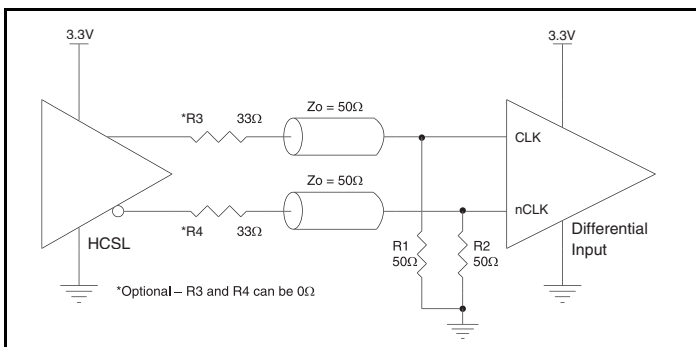 3.3V
3.3V
*R3 33Ω
Zo = 50Ω
CLK
Zo = 50Ω
nCLK
*R4 33Ω
HCSL
R1
50Ω
R2
50Ω
Differential
Input
*Optional – R3 and R4 can be 0Ω